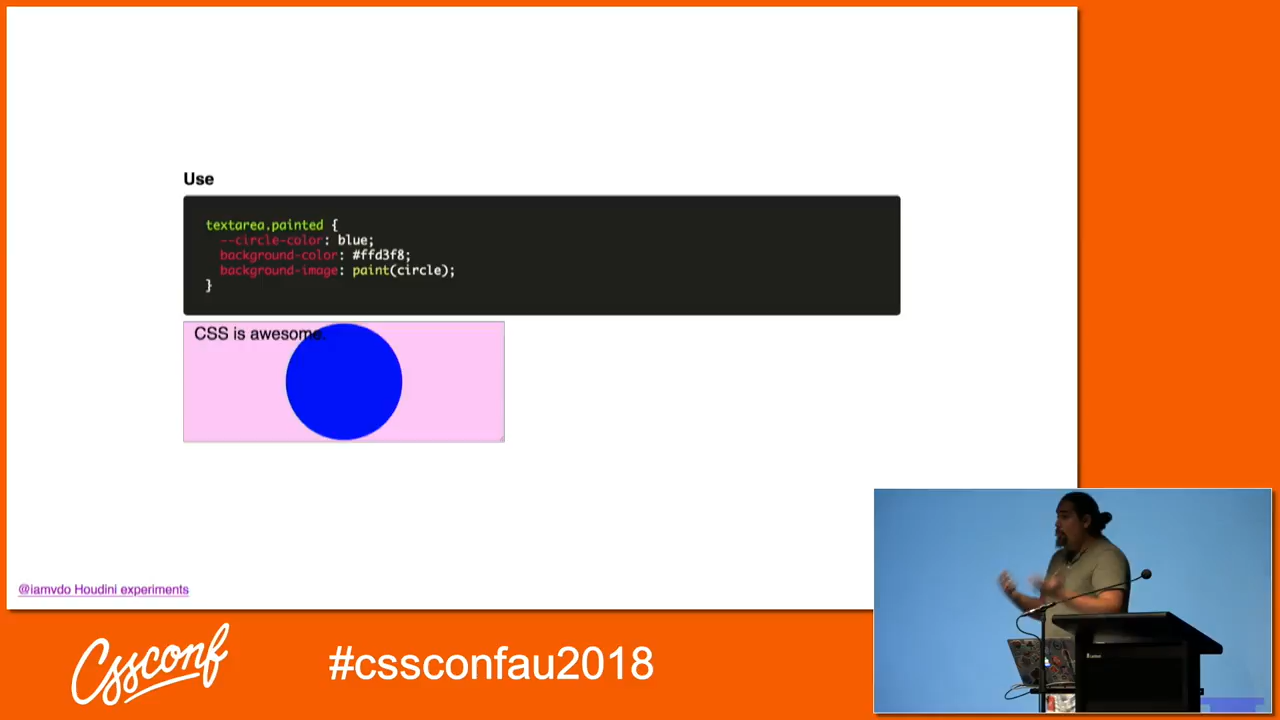 Use
textarea.painted {
--circle-color: blue;
background-color: #ffd3f8;
background-image: paint(circle);
}
CSS is awesome.
@iamvdo Houdini experiments
Cssconf
#cssconfau2018